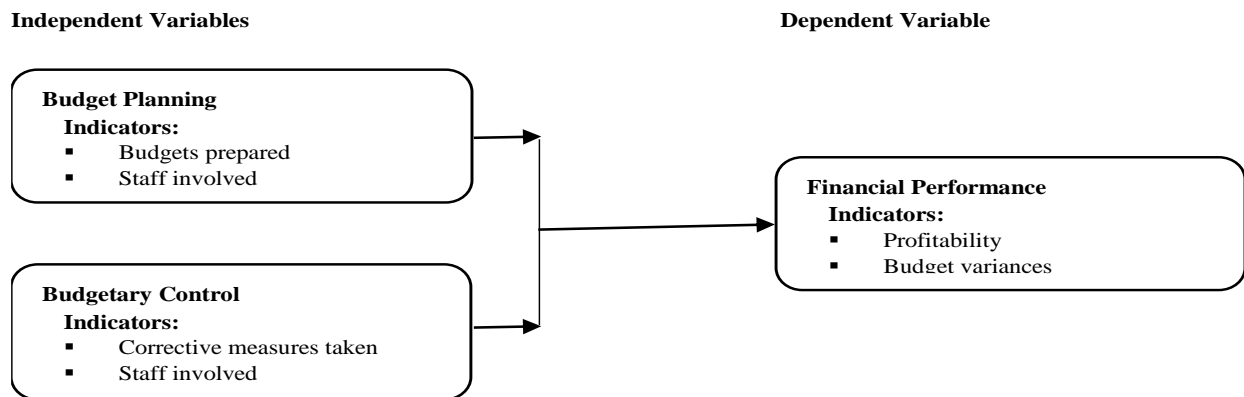 Independent Variables
Dependent Variable
Budget Planning
Indicators:
▪ Budgets prepared
▪ Staff involved
Financial Performance
Indicators:
▪ Profitability
▪ Budget variances
Budgetary Control
Indicators:
▪ Corrective measures taken
▪ Staff involved